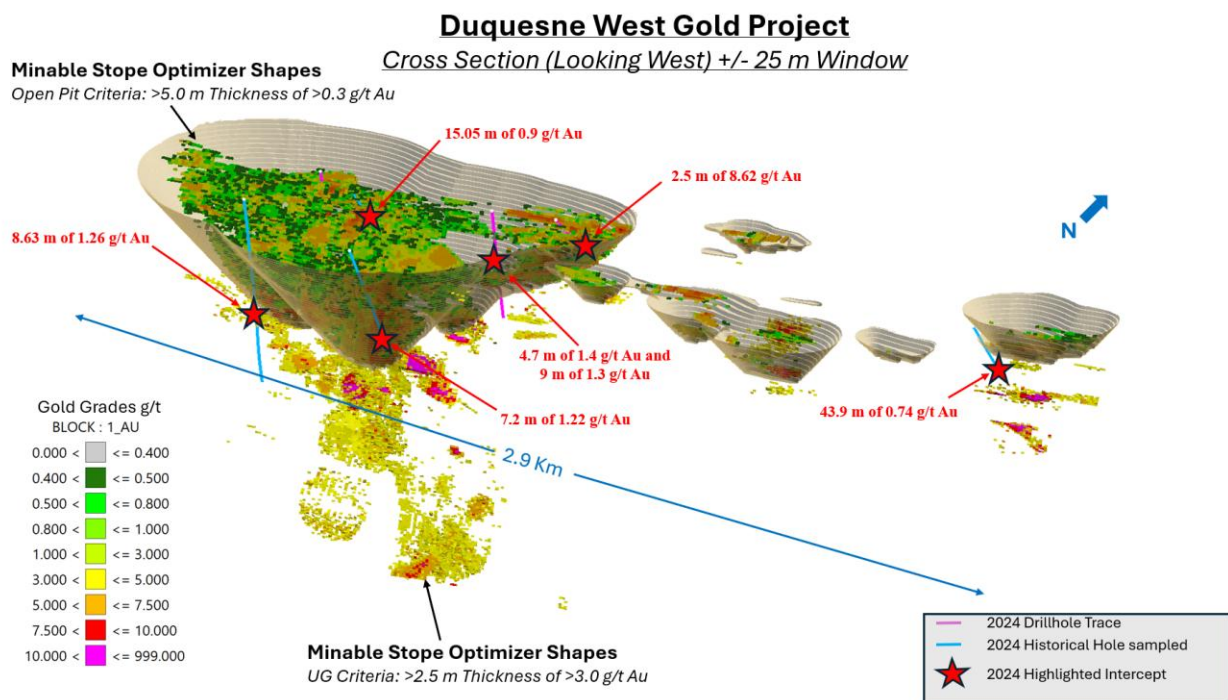 Duquesne West Gold Project
Cross Section (Looking West) +/- 25 m Window
Minable Stope Optimizer Shapes
Open Pit Criteria: >5.0 m Thickness of >0.3 g/t Au
15.05 m of 0.9 g/t Au
2.5 m of 8.62 g/t Au
N
8.63 m of 1.26 g/t Au
4.7 m of 1.4 g/t Au and
9 m of 1.3 g/t Au
7.2 m of 1.22 g/t Au
43.9 m of 0.74 g/t Au
2.9 Km
Gold Grades g/t
BLOCK : 1_AU
0.000 < <= 0.400
0.400 < <= 0.500
0.500 < <= 0.800
0.800 < <= 1.000
1.000 < <= 3.000
3.000 < <= 5.000
5.000 < <= 7.500
7.500 < <= 10.000
10.000 < <= 999.000
Minable Stope Optimizer Shapes
UG Criteria: >2.5 m Thickness of >3.0 g/t Au
2024 Drillhole Trace
2024 Historical Hole sampled
2024 Highlighted Intercept